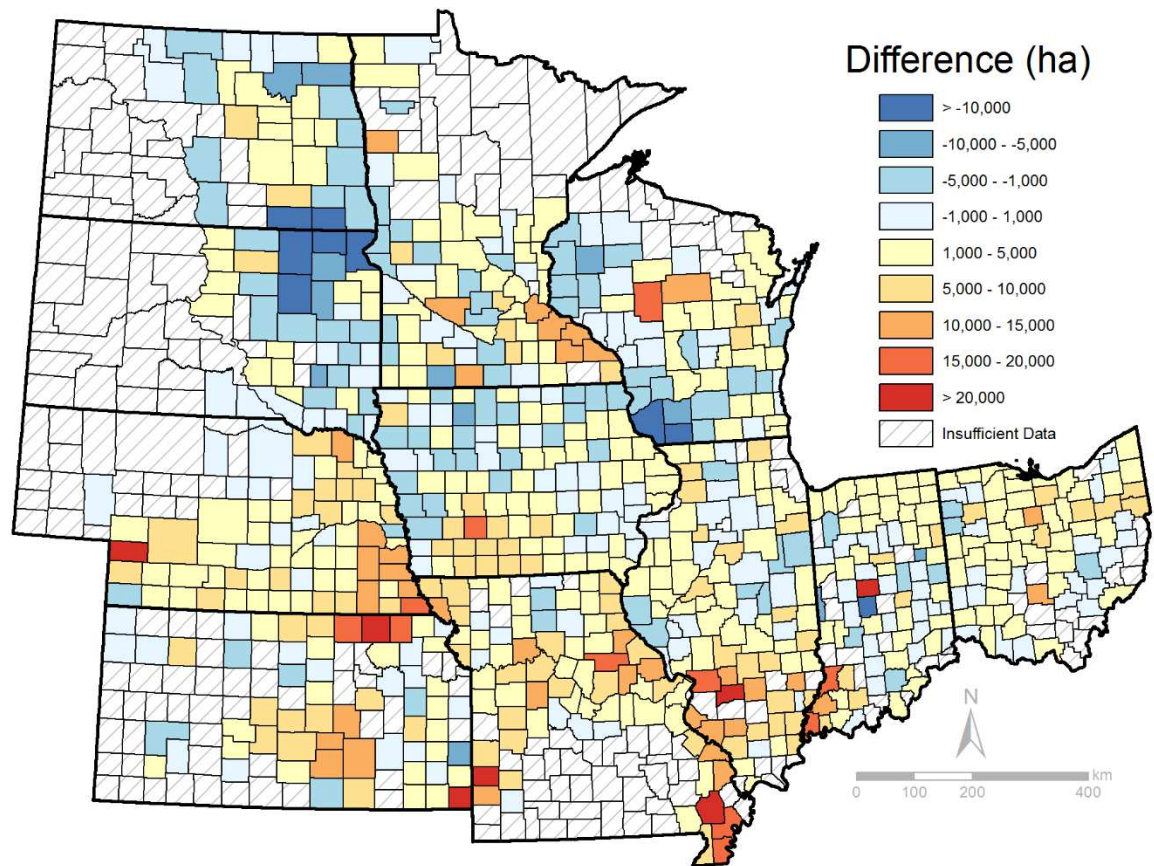 Difference (ha)
> -10,000
-10,000 - -5,000
-5,000 - -1,000
-1,000 - 1,000
1,000 - 5,000
5,000 - 10,000
10,000 - 15,000
15,000 - 20,000
> 20,000
Insufficient Data
N
km
0 100 200 400